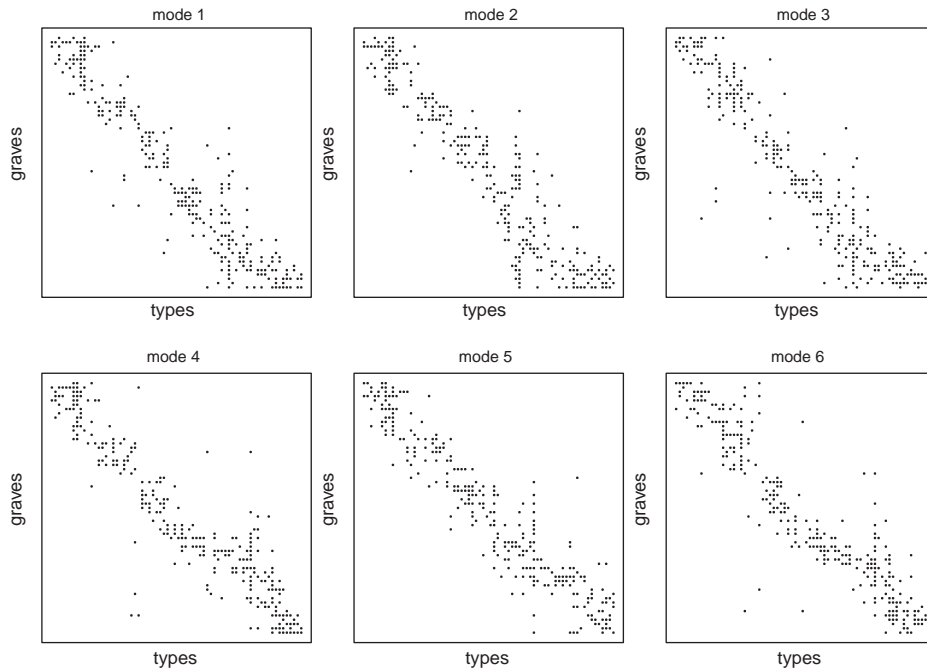 mode 1
mode 2
mode 3
graves
graves
graves
types
types
types
mode 4
mode 5
mode 6
graves
graves
graves
types
types
types